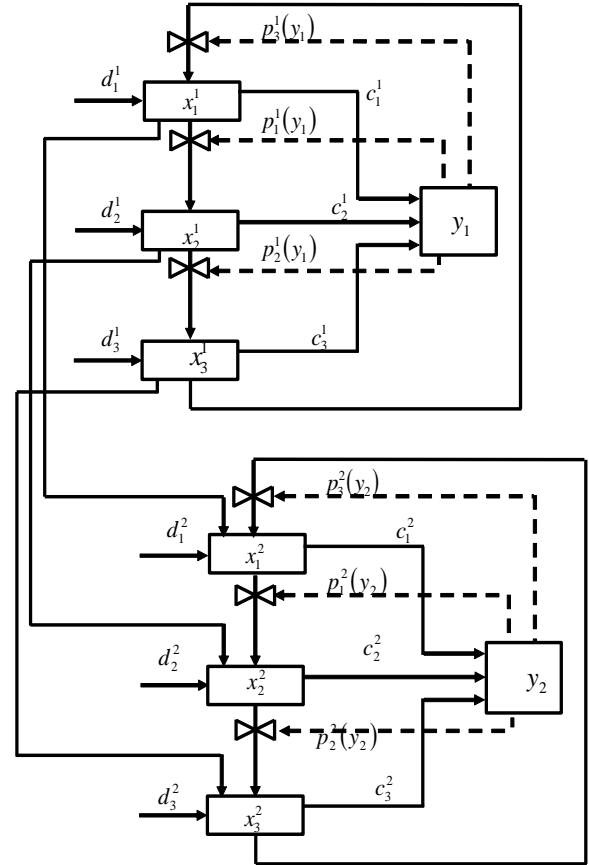 p_3^1(y_1)
d_1^1
x_1^1
c_1^1
p_1^1(y_1)
d_2^1
x_2^1
c_2^1
y_1
p_2^1(y_1)
d_3^1
x_3^1
c_3^1
p_3^2(y_2)
d_1^2
x_1^2
c_1^2
p_1^2(y_2)
d_2^2
x_2^2
c_2^2
y_2
p_2^2(y_2)
d_3^2
x_3^2
c_3^2